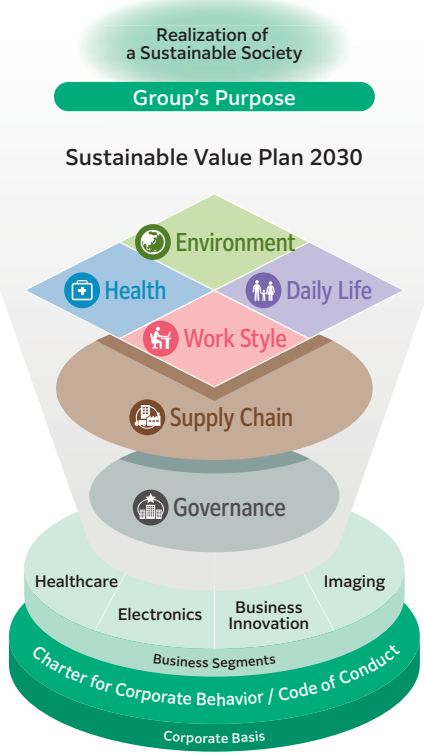 Realization of
a Sustainable Society
Group's Purpose
Sustainable Value Plan 2030
Environment
Health
Daily Life
Work Style
Supply Chain
Governance
Healthcare
Electronics
Business
Innovation
Imaging
Business Segments
Charter for Corporate Behavior / Code of Conduct
Corporate Basis